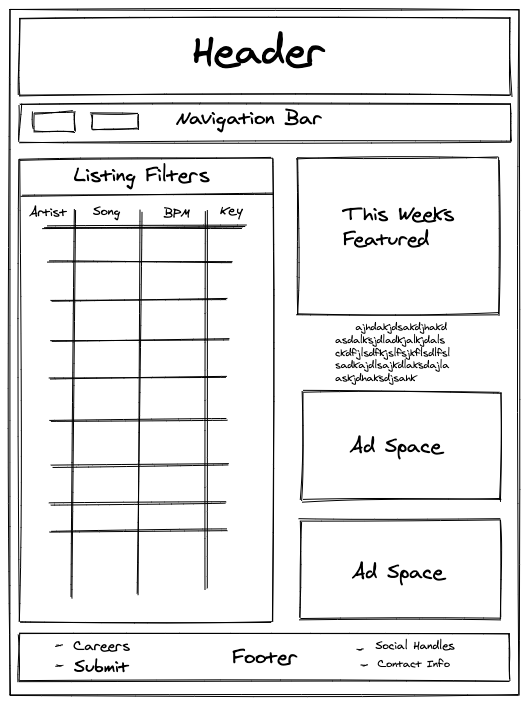 Header
Navigation Bar
Listing Filters
Artist Song BPM Key
This Weeks
Featured
ajhdakjdsakdjhakd
asdalksjdladkjalkjdals
ckdfjlsdfkjslfsjkflsdlfsl
sadkajdlsajkdlaksdajla
askjdhaksdjsahk
Ad Space
Ad Space
- Careers
- Submit
Footer
- Social Handles
- Contact Info